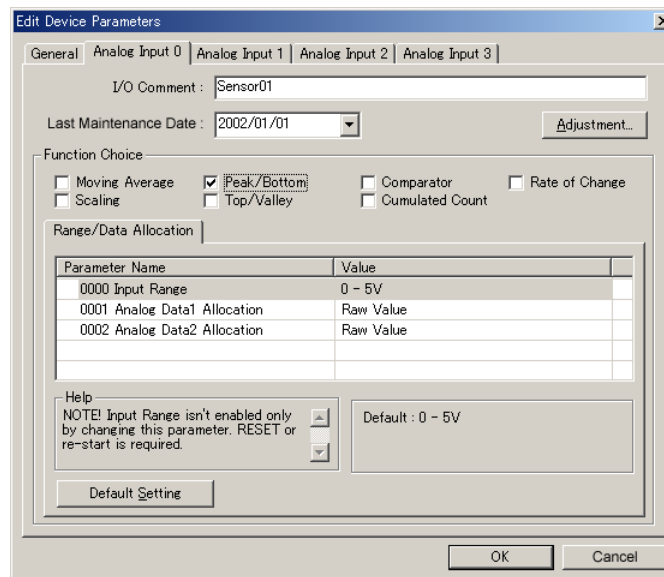 Edit Device Parameters
General
Analog Input 0
Analog Input 1
Analog Input 2
Analog Input 3
I/O Comment :
Sensor01
Last Maintenance Date :
2002/01/01
Adjustment...
Function Choice
Moving Average
Peak/Bottom
Comparator
Rate of Change
Scaling
Top/Valley
Cumulated Count
Range/Data Allocation
Parameter Name
Value
0000 Input Range
0 - 5V
0001 Analog Data1 Allocation
Raw Value
0002 Analog Data2 Allocation
Raw Value
Help
NOTE! Input Range isn't enabled only
by changing this parameter. RESET or
re-start is required.
Default : 0 - 5V
Default Setting
OK
Cancel